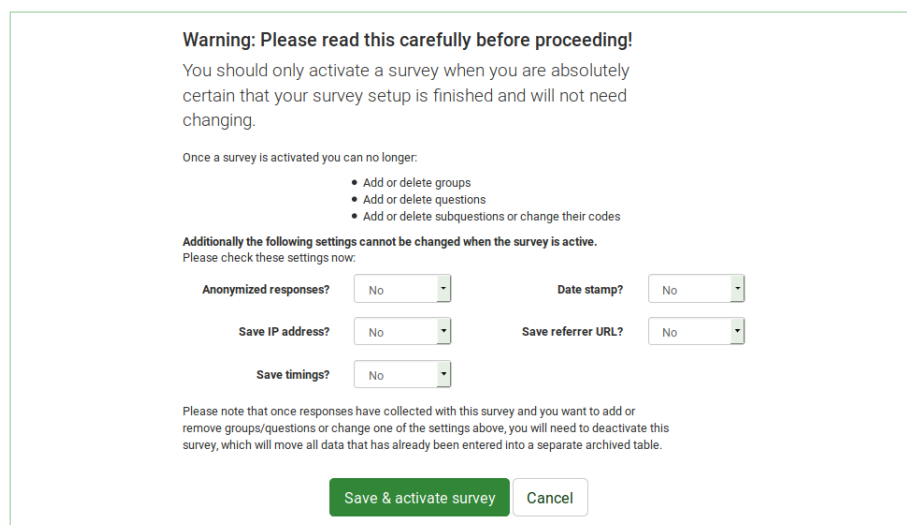 Warning: Please read this carefully before proceeding!
You should only activate a survey when you are absolutely
certain that your survey setup is finished and will not need
changing.
Once a survey is activated you can no longer:
Add or delete groups
Add or delete questions
Add or delete subquestions or change their codes
Additionally the following settings cannot be changed when the survey is active.
Please check these settings now:
Anonymized responses? No Date stamp? No
Save IP address? No Save referrer URL? No
Save timings? No
Please note that once responses have collected with this survey and you want to add or
remove groups/questions or change one of the settings above, you will need to deactivate this
survey, which will move all data that has already been entered into a separate archived table.
Save & activate survey Cancel